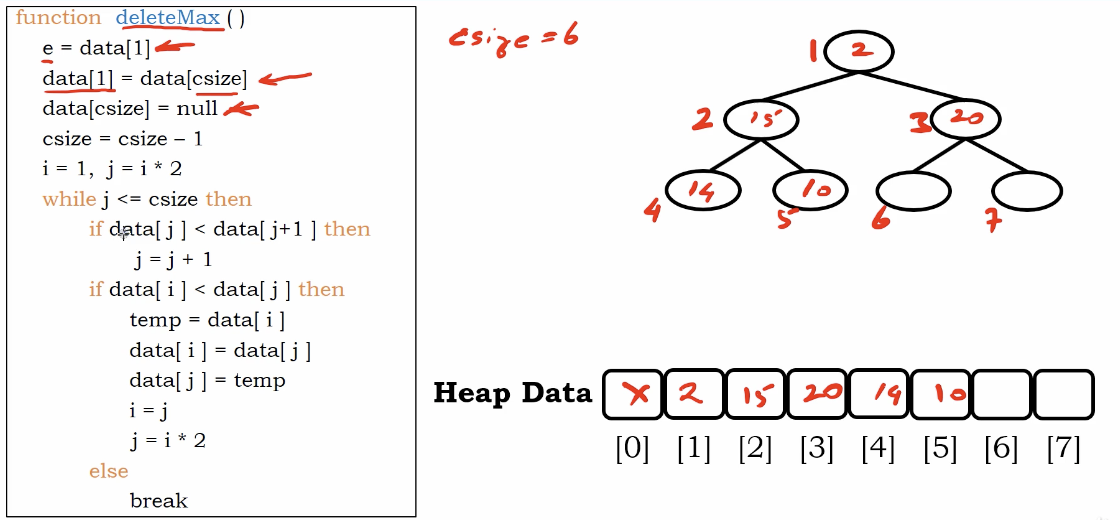 function deleteMax ( )
e = data[1]
data[1] = data[csize]
data[csize] = null
csize = csize – 1
i = 1, j = i * 2
while j <= csize then
if data[ j ] < data[ j+1 ] then
j = j + 1
if data[ i ] < data[ j ] then
temp = data[ i ]
data[ i ] = data[ j ]
data[ j ] = temp
i = j
j = i * 2
else
break
csize = 6
1 2
2 15 3 20
14 10
4 5 6 7
Heap Data X 2 15 20 14 10
[0] [1] [2] [3] [4] [5] [6] [7]